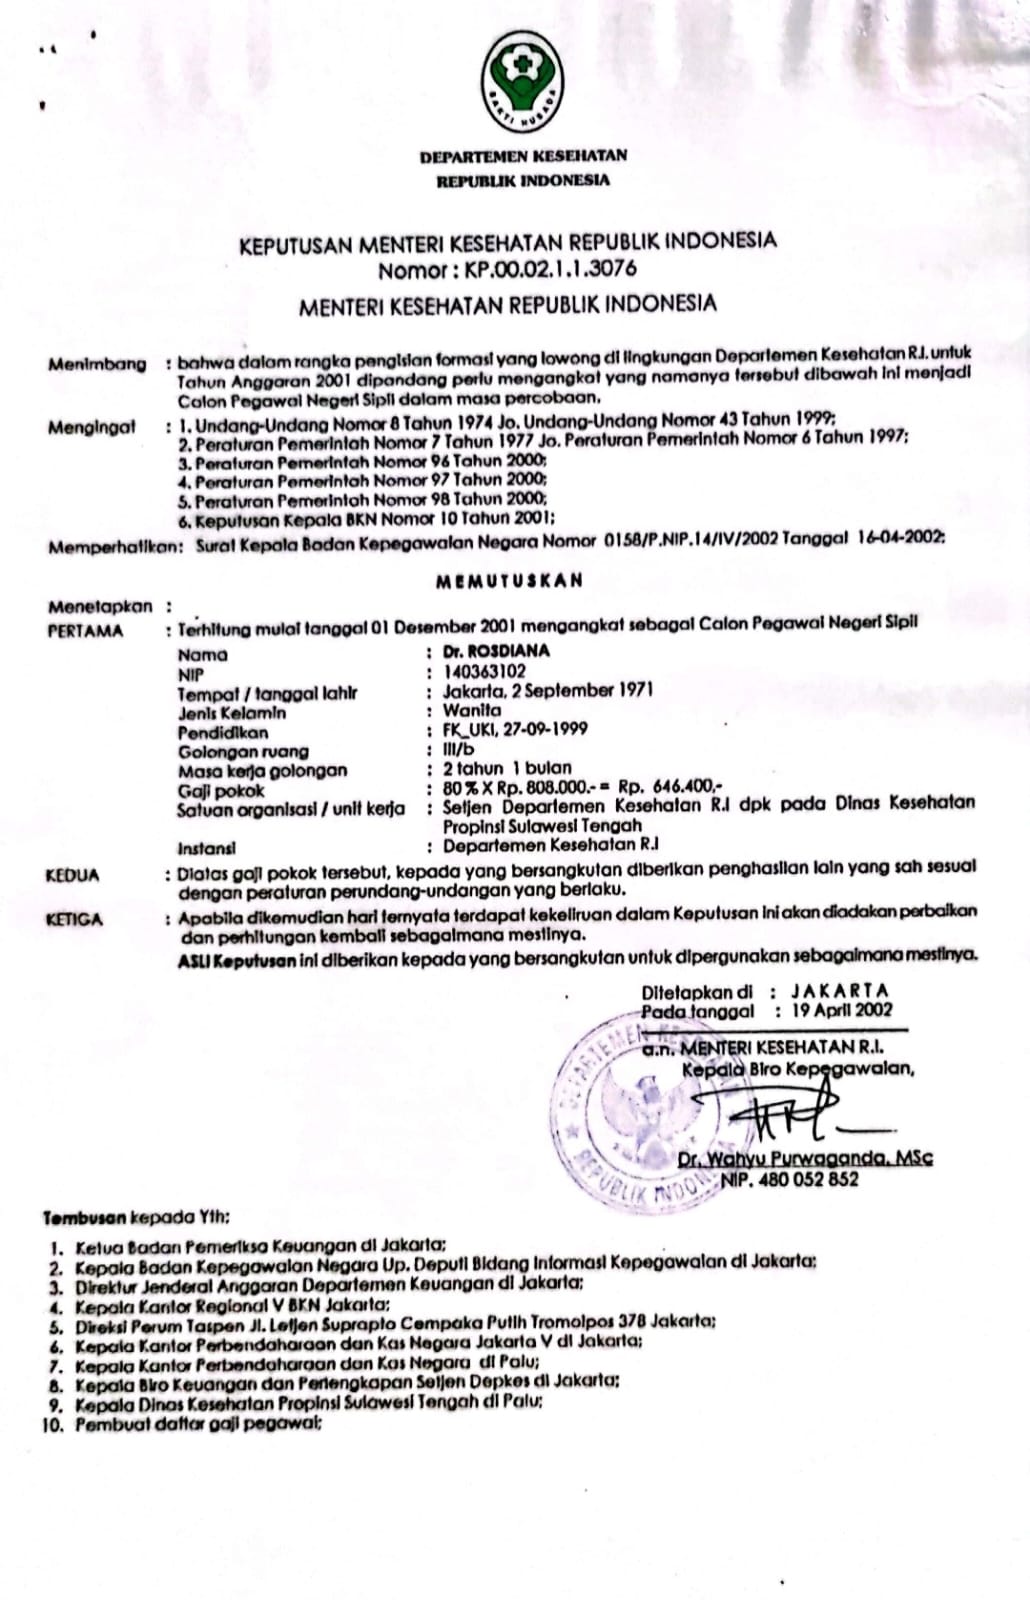 BAKTI HUSADA
DEPARTEMEN KESEHATAN
REPUBLIK INDONESIA
KEPUTUSAN MENTERI KESEHATAN REPUBLIK INDONESIA
Nomor : KP.00.02.1.1.3076
MENTERI KESEHATAN REPUBLIK INDONESIA
Menimbang : bahwa dalam rangka pengisian formasi yang lowong di lingkungan Departemen Kesehatan R.I. untuk
Tahun Anggaran 2001 dipandang perlu mengangkat yang namanya tersebut dibawah ini menjadi
Calon Pegawai Negeri Sipil dalam masa percobaan.
Mengingat : 1. Undang-Undang Nomor 8 Tahun 1974 Jo. Undang-Undang Nomor 43 Tahun 1999;
2. Peraturan Pemerintah Nomor 7 Tahun 1977 Jo. Peraturan Pemerintah Nomor 6 Tahun 1997;
3. Peraturan Pemerintah Nomor 96 Tahun 2000;
4. Peraturan Pemerintah Nomor 97 Tahun 2000;
5. Peraturan Pemerintah Nomor 98 Tahun 2000;
6. Keputusan Kepala BKN Nomor 10 Tahun 2001;
Memperhatikan : Surat Kepala Badan Kepegawaian Negara Nomor 0158/P.NIP.14/IV/2002 Tanggal 16-04-2002;
MEMUTUSKAN
Menetapkan :
PERTAMA : Terhitung mulai tanggal 01 Desember 2001 mengangkat sebagai Calon Pegawai Negeri Sipil
Nama : Dr. ROSDIANA
NIP : 140363102
Tempat / tanggal lahir : Jakarta, 2 September 1971
Jenis Kelamin : Wanita
Pendidikan : FK_UKI, 27-09-1999
Golongan ruang : III/b
Masa kerja golongan : 2 tahun 1 bulan
Gaji pokok : 80 % X Rp. 808.000.- = Rp. 646.400,-
Satuan organisasi / unit kerja : Setjen Departemen Kesehatan R.I dpk pada Dinas Kesehatan
Propinsi Sulawesi Tengah
Instansi : Departemen Kesehatan R.I
KEDUA : Diatas gaji pokok tersebut, kepada yang bersangkutan diberikan penghasilan lain yang sah sesuai
dengan peraturan perundang-undangan yang berlaku.
KETIGA : Apabila dikemudian hari ternyata terdapat kekeliruan dalam Keputusan ini akan diadakan perbaikan
dan perhitungan kembali sebagaimana mestinya.
ASLI Keputusan ini diberikan kepada yang bersangkutan untuk dipergunakan sebagaimana mestinya.
Ditetapkan di : JAKARTA
Pada tanggal : 19 April 2002
a.n. MENTERI KESEHATAN R.I.
Kepala Biro Kepegawaian,
DEPARTEMEN KESEHATAN
REPUBLIK INDONESIA
Dr. Wahyu Purwaganda, MSc
NIP. 480 052 852
Tembusan kepada Yth;
1. Ketua Badan Pemeriksa Keuangan di Jakarta;
2. Kepala Badan Kepegawaian Negara Up. Deputi Bidang Informasi Kepegawaian di Jakarta;
3. Direktur Jenderal Anggaran Departemen Keuangan di Jakarta;
4. Kepala Kantor Regional V BKN Jakarta;
5. Direksi Perum Taspen Jl. Letjen Suprapto Cempaka Putih Tromolpos 378 Jakarta;
6. Kepala Kantor Perbendaharaan dan Kas Negara Jakarta V di Jakarta;
7. Kepala Kantor Perbendaharaan dan Kas Negara di Palu;
8. Kepala Biro Keuangan dan Perlengkapan Setjen Depkes di Jakarta;
9. Kepala Dinas Kesehatan Propinsi Sulawesi Tengah di Palu;
10. Pembuat daftar gaji pegawai;